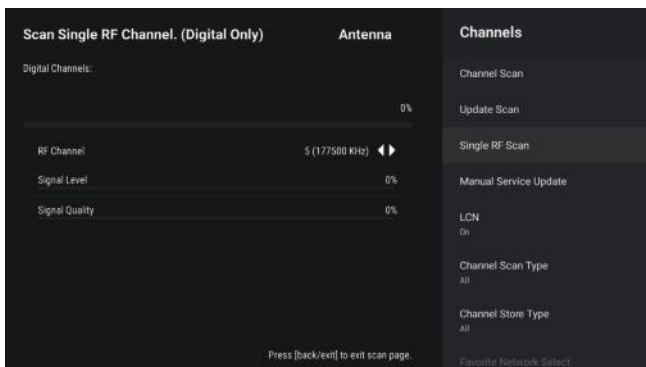 Scan Single RF Channel. (Digital Only)
Antenna
Digital Channels:
0%
RF Channel
5 (177500 KHz)
Signal Level
0%
Signal Quality
0%
Press [back/exit] to exit scan page.
Channels
Channel Scan
Update Scan
Single RF Scan
Manual Service Update
LCN
On
Channel Scan Type
All
Channel Store Type
All
Favorite Network Select